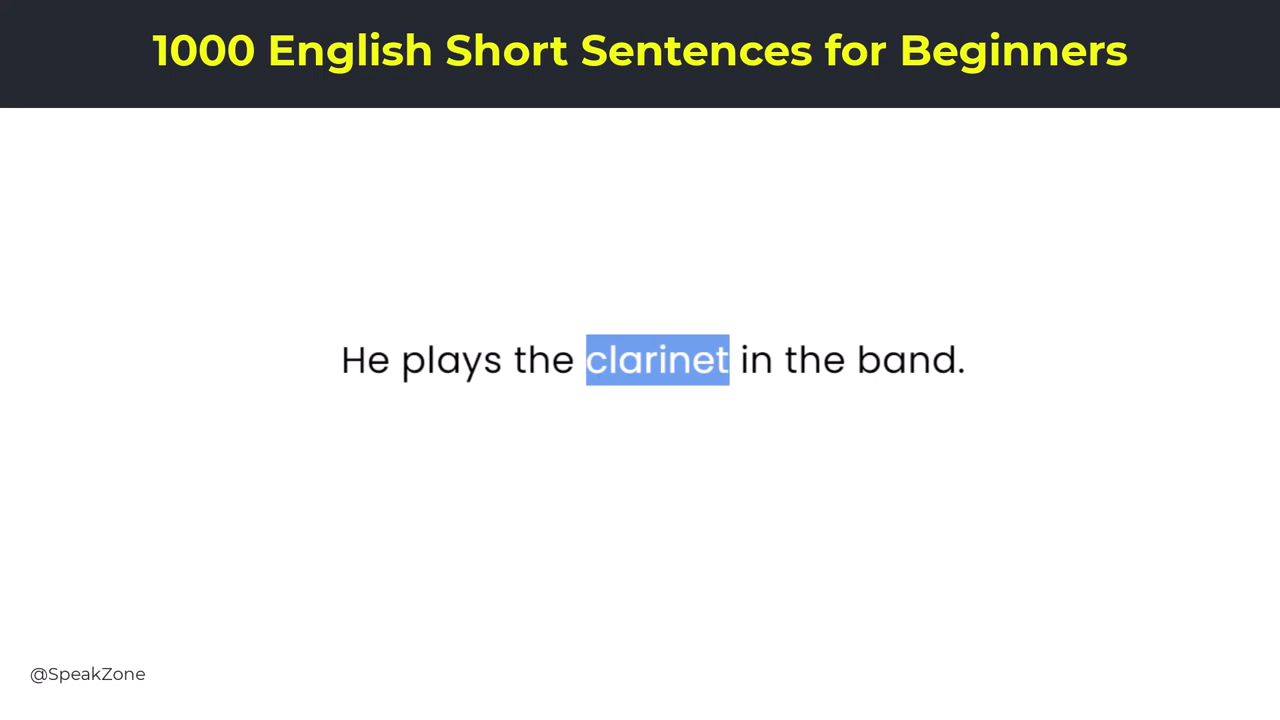 1000 English Short Sentences for Beginners
He plays the clarinet in the band.
@SpeakZone